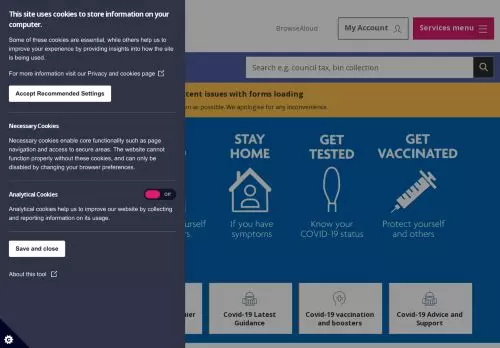 This site uses cookies to store information on your
computer.
Some of these cookies are essential, while others help us to
improve your experience by providing insights into how the site
is being used.
For more information visit our Privacy and cookies page
Accept Recommended Settings
Necessary Cookies
Necessary cookies enable core functionality such as page
navigation and access to secure areas. The website cannot
function properly without these cookies, and can only be
disabled by changing your browser preferences.
Analytical Cookies
Off
Analytical cookies help us to improve our website by collecting
and reporting information on its usage.
Save and close
About this tool
BrowseAloud
My Account
Services menu
Search e.g. council tax, bin collection
tent issues with forms loading
as possible. We apologise for any inconvenience.
STAY
HOME
If you have
symptoms
GET
TESTED
Know your
COVID-19 status
GET
VACCINATED
Protect yourself
and others
Covid-19 Latest
Guidance
Covid-19 vaccination
and boosters
Covid-19 Advice and
Support